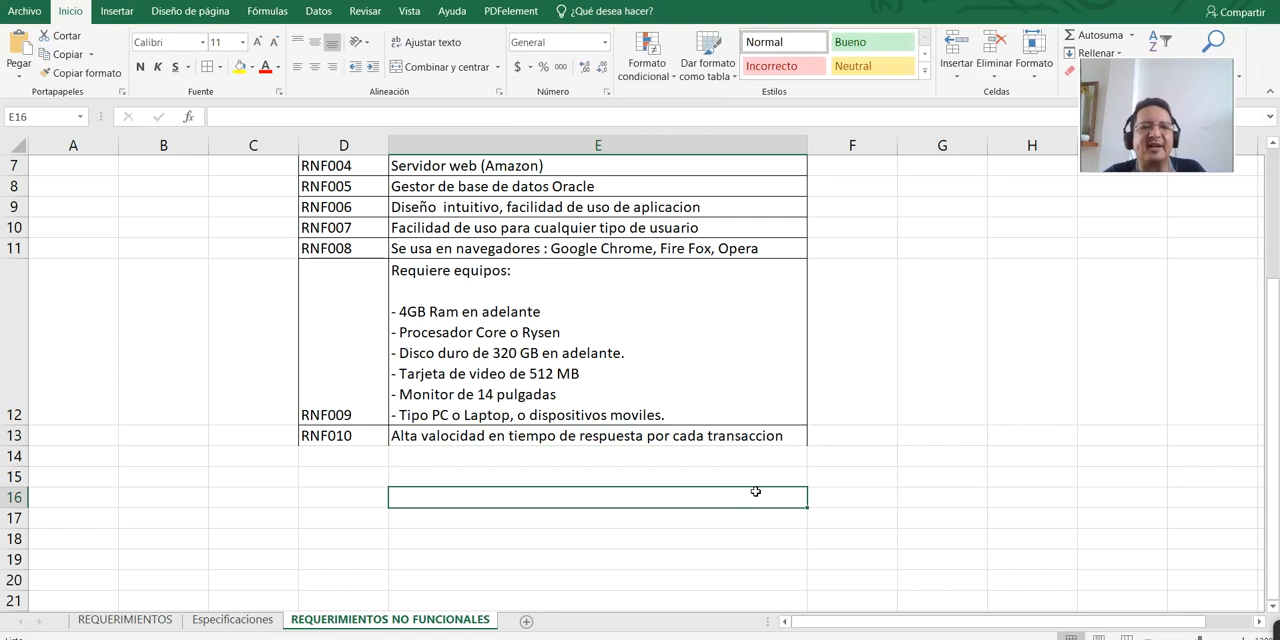 Archivo Inicio Insertar Diseño de página Fórmulas Datos Revisar Vista Ayuda PDFelement ¿Qué desea hacer? Compartir
Pegar
Cortar
Copiar
Copiar formato
Portapapeles
Calibri 11 A A
N K S A
Fuente
Ajustar texto
Combinar y centrar
Alineación
General
$ % 000
Número
Formato condicional
Dar formato como tabla
Normal Bueno
Incorrecto Neutral
Estilos
Insertar Eliminar Formato
Celdas
Autosuma
Rellenar
E16 fx
A B C D E F G H
7 RNF004 Servidor web (Amazon)
8 RNF005 Gestor de base de datos Oracle
9 RNF006 Diseño intuitivo, facilidad de uso de aplicacion
10 RNF007 Facilidad de uso para cualquier tipo de usuario
11 RNF008 Se usa en navegadores : Google Chrome, Fire Fox, Opera
Requiere equipos:
- 4GB Ram en adelante
- Procesador Core o Rysen
- Disco duro de 320 GB en adelante.
- Tarjeta de video de 512 MB
- Monitor de 14 pulgadas
12 RNF009 - Tipo PC o Laptop, o dispositivos moviles.
13 RNF010 Alta velocidad en tiempo de respuesta por cada transaccion
14
15
16
17
18
19
20
21
REQUERIMIENTOS Especificaciones REQUERIMIENTOS NO FUNCIONALES